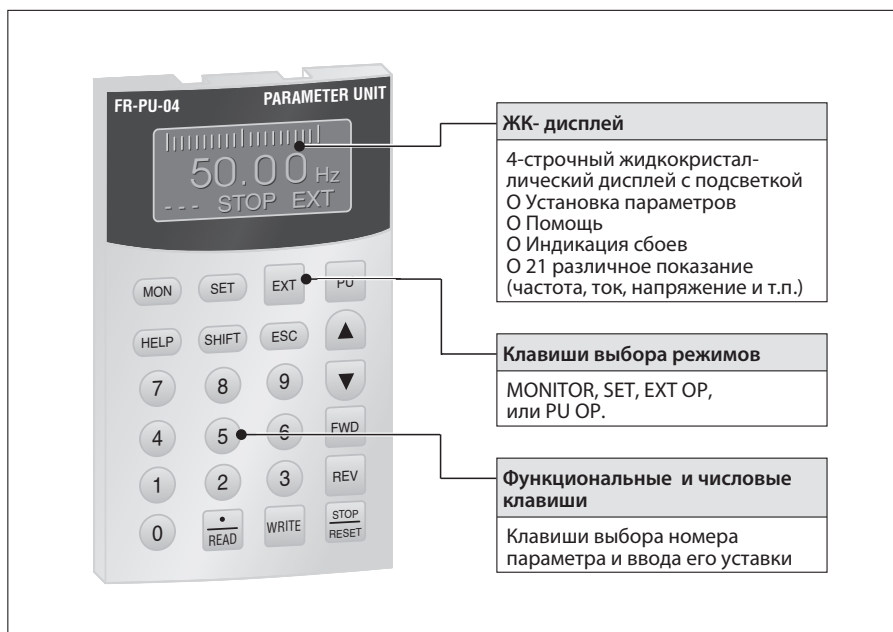 FR-PU-04 PARAMETER UNIT
50.00 Hz
--- STOP EXT
MON SET EXT PU
HELP SHIFT ESC ▲
7 8 9 ▼
4 5 6 FWD
1 2 3 REV
0 • READ WRITE STOP RESET
ЖК- дисплей
4-строчный жидкокристал-
лический дисплей с подсветкой
O Установка параметров
O Помощь
O Индикация сбоев
O 21 различное показание
(частота, ток, напряжение и т.п.)
Клавиши выбора режимов
MONITOR, SET, EXT OP,
или PU OP.
Функциональные и числовые
клавиши
Клавиши выбора номера
параметра и ввода его уставки